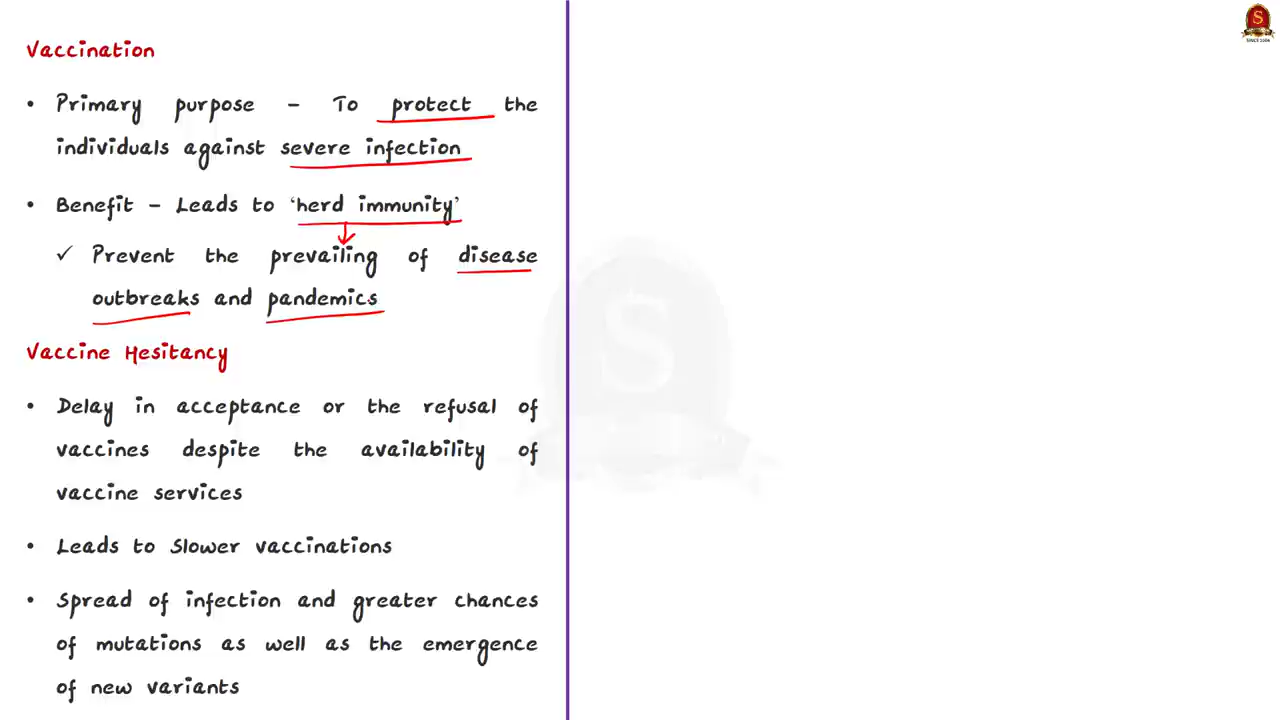 Vaccination
• Primary purpose – To protect the
individuals against severe infection
• Benefit – Leads to ‘herd immunity’
✓ Prevent the prevailing of disease
outbreaks and pandemics
Vaccine Hesitancy
• Delay in acceptance or the refusal of
vaccines despite the availability of
vaccine services
• Leads to Slower vaccinations
• Spread of infection and greater chances
of mutations as well as the emergence
of new variants
S
S